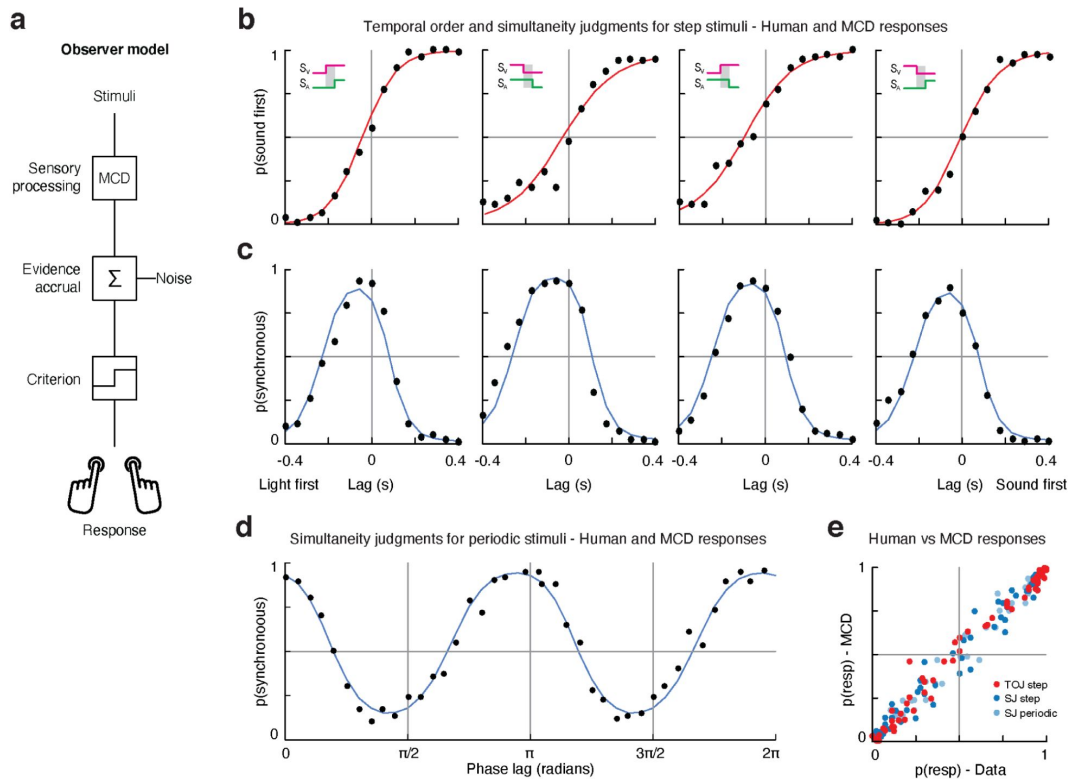 a
Observer model
Stimuli
Sensory
processing
MCD
Evidence
accrual
Σ
Noise
Criterion
Response
b
Temporal order and simultaneity judgments for step stimuli - Human and MCD responses
p(sound first)
1
0
Sv
SA
Sv
SA
Sv
SA
Sv
SA
c
p(synchronous)
1
0
-0.4 0 0.4 -0.4 0 0.4 -0.4 0 0.4 -0.4 0 0.4
Light first Lag (s) Lag (s) Lag (s) Lag (s) Sound first
d
Simultaneity judgments for periodic stimuli - Human and MCD responses
p(synchronous)
1
0
0 π/2 π 3π/2 2π
Phase lag (radians)
e
Human vs MCD responses
p(resp) - MCD
1
0
TOJ step
SJ step
SJ periodic
0 1
p(resp) - Data